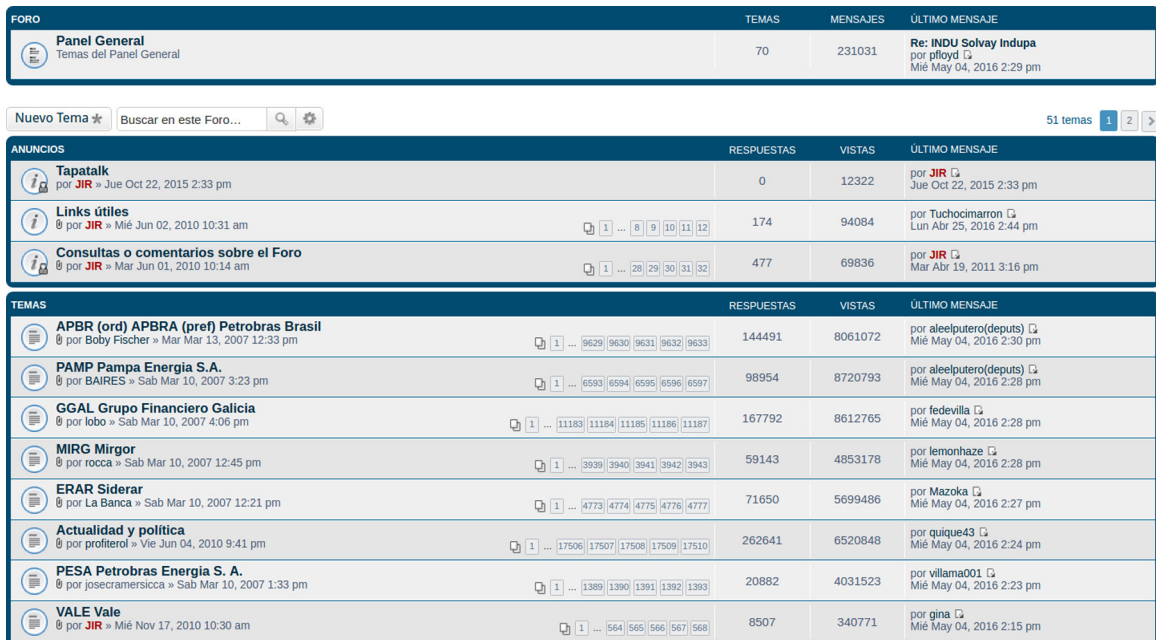 FORO TEMAS MENSAJES ÚLTIMO MENSAJE
Panel General
Temas del Panel General
70 231031
Re: INDU Solvay Indupa
por pfloyd
Mié May 04, 2016 2:29 pm
Nuevo Tema Buscar en este Foro... 51 temas 1 2
ANUNCIOS RESPUESTAS VISTAS ÚLTIMO MENSAJE
Tapatalk
por JIR » Jue Oct 22, 2015 2:33 pm
0 12322
por JIR
Jue Oct 22, 2015 2:33 pm
Links útiles
por JIR » Mié Jun 02, 2010 10:31 am
1 ... 8 9 10 11 12
174 94084
por Tuchocimarron
Lun Abr 25, 2016 2:44 pm
Consultas o comentarios sobre el Foro
por JIR » Mar Jun 01, 2010 10:14 am
1 ... 28 29 30 31 32
477 69836
por JIR
Mar Abr 19, 2011 3:16 pm
TEMAS RESPUESTAS VISTAS ÚLTIMO MENSAJE
APBR (ord) APBRA (pref) Petrobras Brasil
por Boby Fischer » Mar Mar 13, 2007 12:33 pm
1 ... 9629 9630 9631 9632 9633
144491 8061072
por aleelputero(deputs)
Mié May 04, 2016 2:30 pm
PAMP Pampa Energia S.A.
por BAIRES » Sab Mar 10, 2007 3:23 pm
1 ... 6593 6594 6595 6596 6597
98954 8720793
por aleelputero(deputs)
Mié May 04, 2016 2:28 pm
GGAL Grupo Financiero Galicia
por lobo » Sab Mar 10, 2007 4:06 pm
1 ... 11183 11184 11185 11186 11187
167792 8612765
por fedevilla
Mié May 04, 2016 2:28 pm
MIRG Mirgor
por rocca » Sab Mar 10, 2007 12:45 pm
1 ... 3939 3940 3941 3942 3943
59143 4853178
por lemonhaze
Mié May 04, 2016 2:28 pm
ERAR Siderar
por La Banca » Sab Mar 10, 2007 12:21 pm
1 ... 4773 4774 4775 4776 4777
71650 5699486
por Mazoka
Mié May 04, 2016 2:27 pm
Actualidad y política
por profiterol » Vie Jun 04, 2010 9:41 pm
1 ... 17506 17507 17508 17509 17510
262641 6520848
por quique43
Mié May 04, 2016 2:24 pm
PESA Petrobras Energia S. A.
por josecramersicca » Sab Mar 10, 2007 1:33 pm
1 ... 1389 1390 1391 1392 1393
20882 4031523
por villama001
Mié May 04, 2016 2:23 pm
VALE Vale
por JIR » Mié Nov 17, 2010 10:30 am
1 ... 564 565 566 567 568
8507 340771
por gina
Mié May 04, 2016 2:15 pm